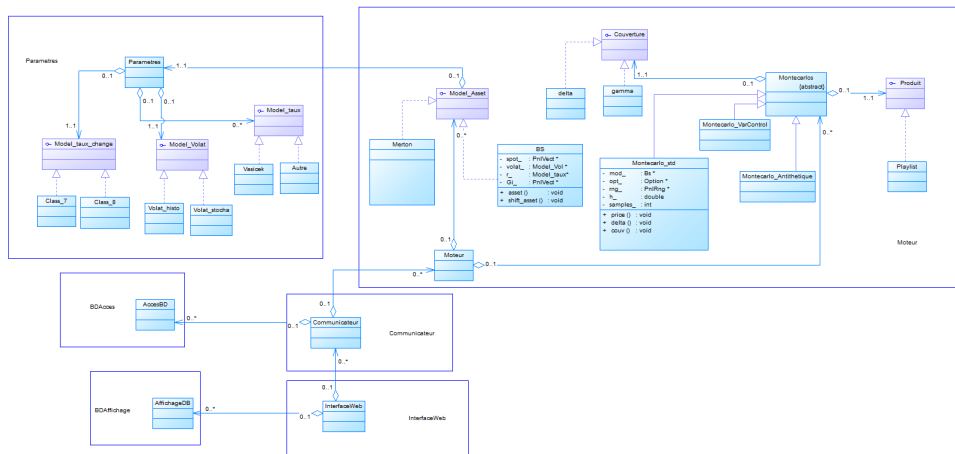 Parametres
Parametres
0..1
0..1
0..1
0..1
1..1
1..1
0..*
Model_taux
Model_taux_change
Model_Volat
Vasicek
Autre
Class_7
Class_8
Volat_histo
Volat_stocha
1..1
0..1
Model_Asset
0..*
Merton
BS
- spot_ : PnlVect *
- volat_ : Model_Vol *
- r_ : Model_taux*
- Gi_ : PnlVect *
+ asset () : void
+ shift_asset () : void
Couverture
1..1
0..1
delta
gamma
Montecarlos
{abstract}
0..1
1..1
0..*
Produit
Playlist
Montecarlo_VarControl
Montecarlo_std
- mod_ : Bs *
- opt_ : Option *
- rng_ : PnlRng *
- h_ : double
- samples_ : int
+ price () : void
+ delta () : void
+ couv () : void
Montecarlo_Antithetique
Moteur
Moteur
0..1
0..1
0..*
BDAcces
AccesBD
0..*
0..1
0..1
Communicateur
Communicateur
0..*
BDAffichage
AffichageDB
0..*
0..1
0..1
InterfaceWeb
InterfaceWeb